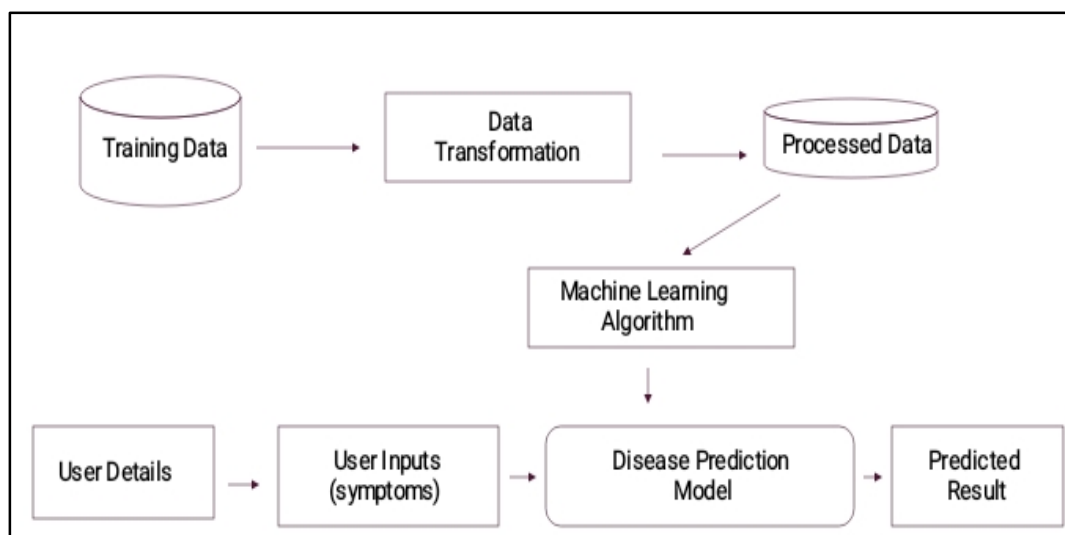 Training Data
Data
Transformation
Processed Data
Machine Learning
Algorithm
User Details
User Inputs
(symptoms)
Disease Prediction
Model
Predicted
Result